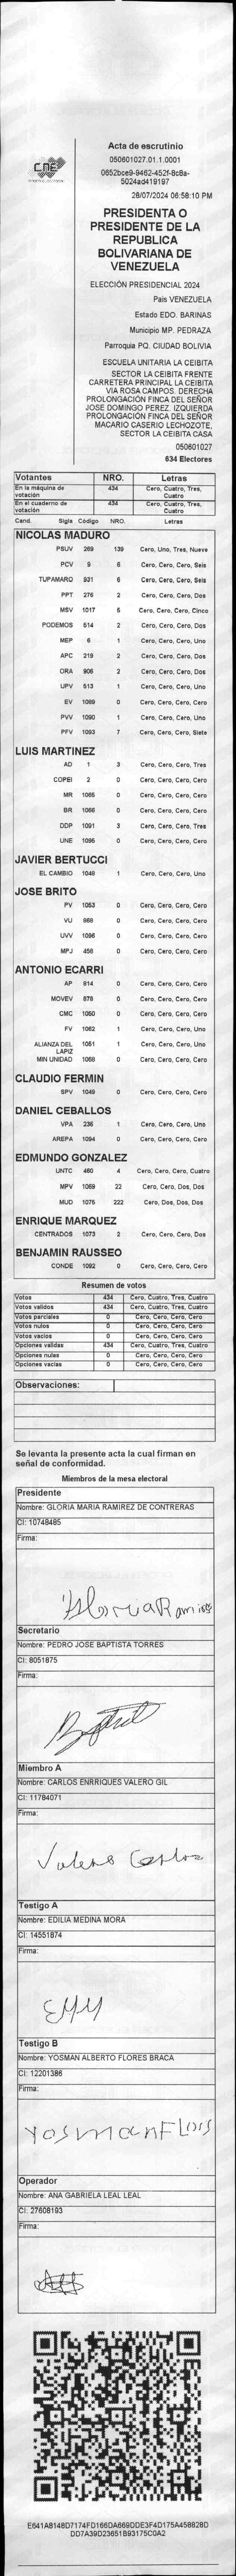 CNE
Acta de escrutinio
050601027.01.1.0001
0652bce9-9462-452f-8c8a-
5024ad419197
28/07/2024 06:58:10 PM
PRESIDENTA O
PRESIDENTE DE LA
REPUBLICA
BOLIVARIANA DE
VENEZUELA
ELECCIÓN PRESIDENCIAL 2024
Pais VENEZUELA
Estado EDO. BARINAS
Municipio MP. PEDRAZA
Parroquia PQ. CIUDAD BOLIVIA
ESCUELA UNITARIA LA CEIBITA
SECTOR LA CEIBITA FRENTE
CARRETERA PRINCIPAL LA CEIBITA
VIA ROSA CAMPOS. DERECHA
PROLONGACIÓN FINCA DEL SEÑOR
JOSE DOMINGO PEREZ. IZQUIERDA
PROLONGACIÓN FINCA DEL SEÑOR
MACARIO CASERIO LECHOZOTE,
SECTOR LA CEIBITA CASA
050601027
634 Electores
Votantes NRO. Letras
En la máquina de votación 434 Cero, Cuatro, Tres, Cuatro
En el cuaderno de votación 434 Cero, Cuatro, Tres, Cuatro
Cand. Sigla Código NRO. Letras
NICOLAS MADURO
PSUV 269 139 Cero, Uno, Tres, Nueve
PCV 9 6 Cero, Cero, Cero, Seis
TUPAMARO 931 6 Cero, Cero, Cero, Seis
PPT 276 2 Cero, Cero, Cero, Dos
MSV 1017 5 Cero, Cero, Cero, Cinco
PODEMOS 514 2 Cero, Cero, Cero, Dos
MEP 6 1 Cero, Cero, Cero, Uno
APC 219 2 Cero, Cero, Cero, Dos
ORA 906 2 Cero, Cero, Cero, Dos
UPV 513 1 Cero, Cero, Cero, Uno
EV 1089 0 Cero, Cero, Cero, Cero
PVV 1090 1 Cero, Cero, Cero, Uno
PFV 1093 7 Cero, Cero, Cero, Siete
LUIS MARTINEZ
AD 1 3 Cero, Cero, Cero, Tres
COPEI 2 0 Cero, Cero, Cero, Cero
MR 1065 0 Cero, Cero, Cero, Cero
BR 1066 0 Cero, Cero, Cero, Cero
DDP 1091 3 Cero, Cero, Cero, Tres
UNE 1095 0 Cero, Cero, Cero, Cero
JAVIER BERTUCCI
EL CAMBIO 1048 1 Cero, Cero, Cero, Uno
JOSE BRITO
PV 1053 0 Cero, Cero, Cero, Cero
VU 868 0 Cero, Cero, Cero, Cero
UVV 1096 0 Cero, Cero, Cero, Cero
MPJ 458 0 Cero, Cero, Cero, Cero
ANTONIO ECARRI
AP 814 0 Cero, Cero, Cero, Cero
MOVEV 878 0 Cero, Cero, Cero, Cero
CMC 1050 0 Cero, Cero, Cero, Cero
FV 1062 1 Cero, Cero, Cero, Uno
ALIANZA DEL LAPIZ 1051 1 Cero, Cero, Cero, Uno
MIN UNIDAD 1058 0 Cero, Cero, Cero, Cero
CLAUDIO FERMIN
SPV 1049 0 Cero, Cero, Cero, Cero
DANIEL CEBALLOS
VPA 236 1 Cero, Cero, Cero, Uno
AREPA 1094 0 Cero, Cero, Cero, Cero
EDMUNDO GONZALEZ
UNTC 460 4 Cero, Cero, Cero, Cuatro
MPV 1069 22 Cero, Cero, Dos, Dos
MUD 1075 222 Cero, Dos, Dos, Dos
ENRIQUE MARQUEZ
CENTRADOS 1073 2 Cero, Cero, Cero, Dos
BENJAMIN RAUSSEO
CONDE 1092 0 Cero, Cero, Cero, Cero
Resumen de votos
Votos 434 Cero, Cuatro, Tres, Cuatro
Votos validos 434 Cero, Cuatro, Tres, Cuatro
Votos parciales 0 Cero, Cero, Cero, Cero
Votos nulos 0 Cero, Cero, Cero, Cero
Votos vacios 0 Cero, Cero, Cero, Cero
Opciones validas 434 Cero, Cuatro, Tres, Cuatro
Opciones nulas 0 Cero, Cero, Cero, Cero
Opciones vacias 0 Cero, Cero, Cero, Cero
Observaciones:
Se levanta la presente acta la cual firman en
señal de conformidad.
Miembros de la mesa electoral
Presidente
Nombre: GLORIA MARIA RAMIREZ DE CONTRERAS
CI: 10748485
Firma:
Gloria Ramirez
Secretario
Nombre: PEDRO JOSE BAPTISTA TORRES
CI: 8051875
Firma:
Miembro A
Nombre: CARLOS ENRRIQUES VALERO GIL
CI: 11784071
Firma:
Valero Carlos
Testigo A
Nombre: EDILIA MEDINA MORA
CI: 14551874
Firma:
EMM
Testigo B
Nombre: YOSMAN ALBERTO FLORES BRACA
CI: 12201386
Firma:
Yosman Flors
Operador
Nombre: ANA GABRIELA LEAL LEAL
CI: 27608193
Firma:
E641A8148D7174FD166DA669DDE3F4D175A458828D
DD7A39D23651B93175C0A2